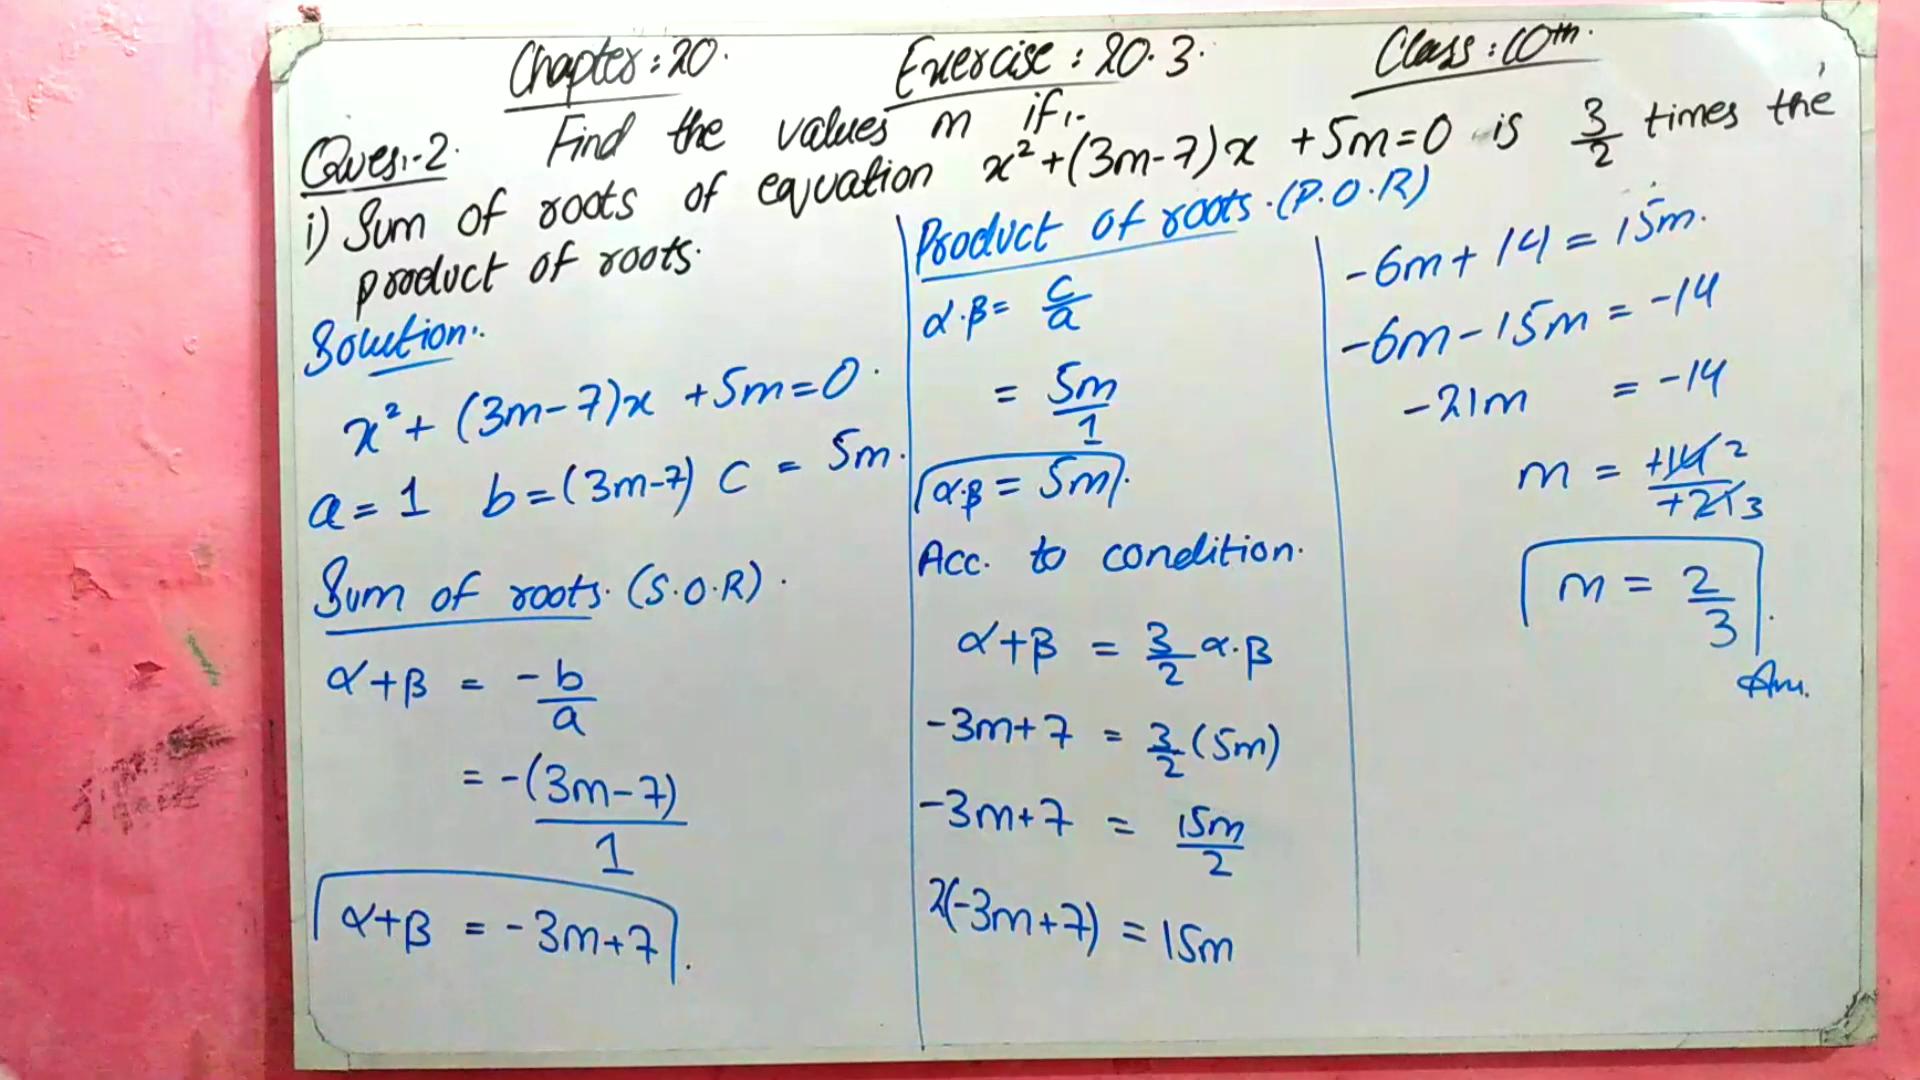 Chapter: 20. Exercise: 20.3. Class: 10th.
Ques:-2. Find the values m if:-
i) Sum of roots of equation x² + (3m-7)x + 5m = 0 is 3/2 times the
product of roots.
Solution:.
x² + (3m-7)x + 5m = 0.
a = 1 b = (3m-7) C = 5m.
Sum of roots. (S.O.R).
α+β = -b/a
= -(3m-7)/1
α+β = -3m+7.
Product of roots. (P.O.R)
α.β = c/a
= 5m/1
α.β = 5m.
Acc. to condition.
α+β = 3/2 α.β
-3m+7 = 3/2 (5m)
-3m+7 = 15m/2
2(-3m+7) = 15m
-6m + 14 = 15m.
-6m - 15m = -14
-21m = -14
m = +14 2/+21 3
m = 2/3.
Ans.